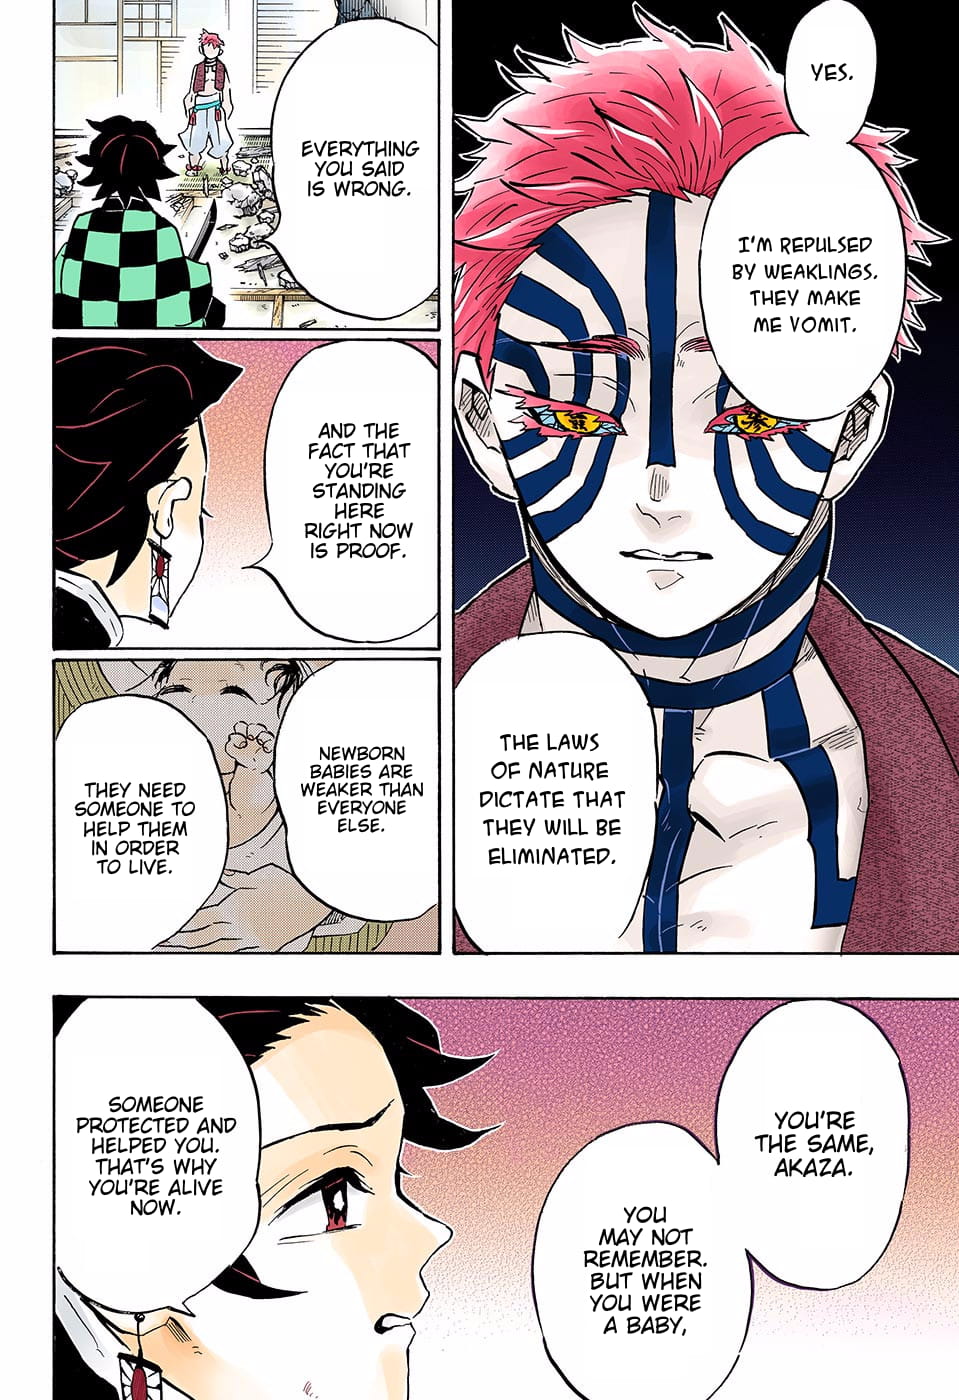 YES.
I'M REPULSED
BY WEAKLINGS.
THEY MAKE
ME VOMIT.
THE LAWS
OF NATURE
DICTATE THAT
THEY WILL BE
ELIMINATED.
EVERYTHING
YOU SAID
IS WRONG.
AND THE
FACT THAT
YOU'RE
STANDING
HERE
RIGHT NOW
IS PROOF.
NEWBORN
BABIES ARE
WEAKER THAN
EVERYONE
ELSE.
THEY NEED
SOMEONE TO
HELP THEM
IN ORDER
TO LIVE.
YOU'RE
THE SAME,
AKAZA.
YOU
MAY NOT
REMEMBER.
BUT WHEN
YOU WERE
A BABY,
SOMEONE
PROTECTED AND
HELPED YOU.
THAT'S WHY
YOU'RE ALIVE
NOW.